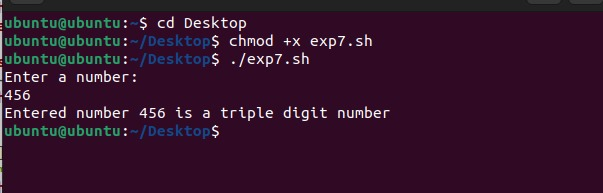 ubuntu@ubuntu:~$ cd Desktop
ubuntu@ubuntu:~/Desktop$ chmod +x exp7.sh
ubuntu@ubuntu:~/Desktop$ ./exp7.sh
Enter a number:
456
Entered number 456 is a triple digit number
ubuntu@ubuntu:~/Desktop$